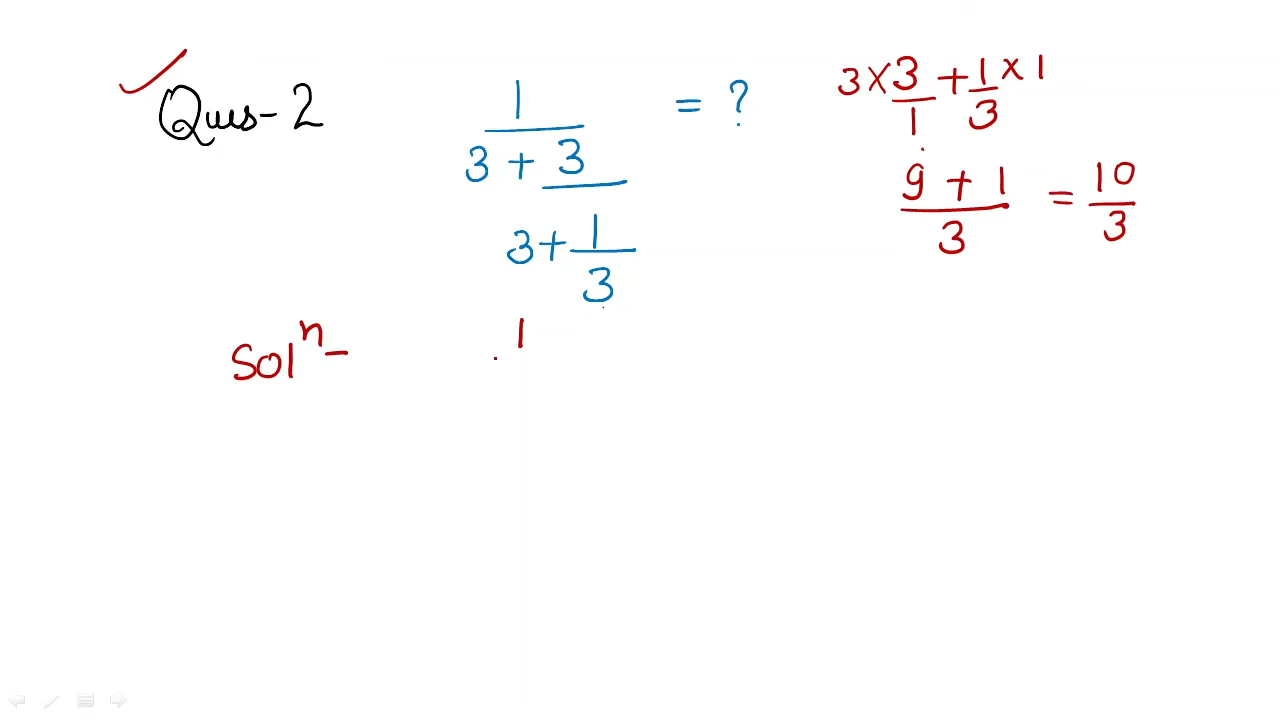 Ques-2
1 = ?
3 + 3
3 + 1
3
3 × 3 + 1 × 1
1 3
9 + 1 = 10
3 3
Solⁿ- 1